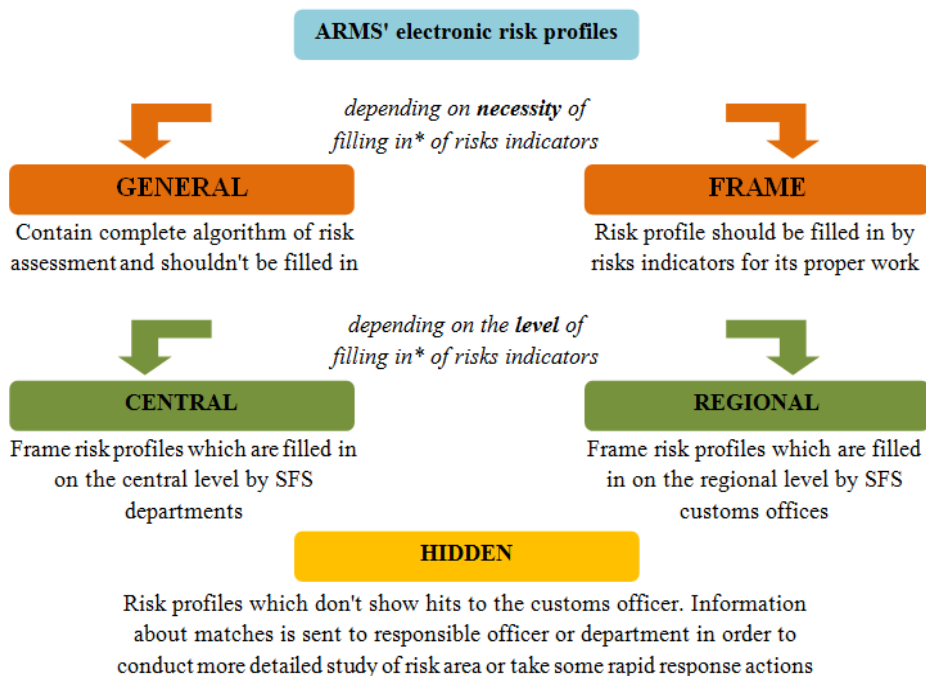 ARMS' electronic risk profiles
depending on necessity of
filling in* of risks indicators
GENERAL
Contain complete algorithm of risk
assessment and shouldn't be filled in
FRAME
Risk profile should be filled in by
risks indicators for its proper work
depending on the level of
filling in* of risks indicators
CENTRAL
Frame risk profiles which are filled in
on the central level by SFS
departments
REGIONAL
Frame risk profiles which are filled
in on the regional level by SFS
customs offices
HIDDEN
Risk profiles which don't show hits to the customs officer. Information
about matches is sent to responsible officer or department in order to
conduct more detailed study of risk area or take some rapid response actions